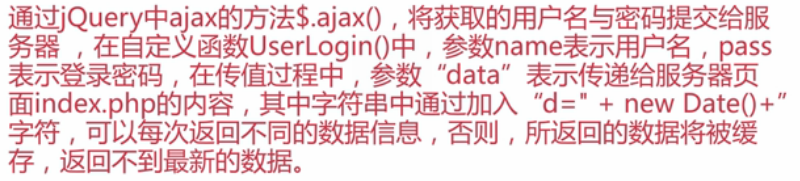 通过jQuery中ajax的方法$.ajax()，将获取的用户名与密码提交给服
务器 ，在自定义函数UserLogin()中，参数name表示用户名，pass
表示登录密码，在传值过程中，参数“data”表示传递给服务器页
面index.php的内容，其中字符串中通过加入“d=" + new Date()+”
字符，可以每次返回不同的数据信息，否则，所返回的数据将被缓
存，返回不到最新的数据。